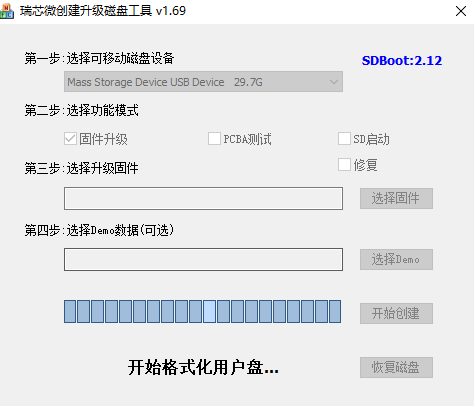 瑞芯微创建升级磁盘工具 v1.69
第一步:选择可移动磁盘设备
SDBoot:2.12
Mass Storage Device USB Device 29.7G
第二步:选择功能模式
固件升级 PCBA测试 SD启动
修复
第三步:选择升级固件
选择固件
第四步:选择Demo数据(可选)
选择Demo
开始创建
开始格式化用户盘...
恢复磁盘